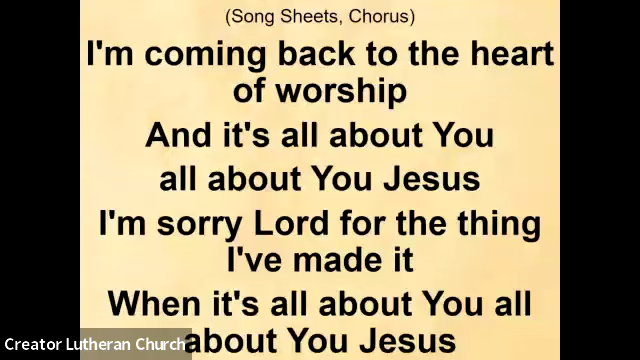 (Song Sheets, Chorus)
I'm coming back to the heart
of worship
And it's all about You
all about You Jesus
I'm sorry Lord for the thing
I've made it
When it's all about You all
about You Jesus
Creator Lutheran Church